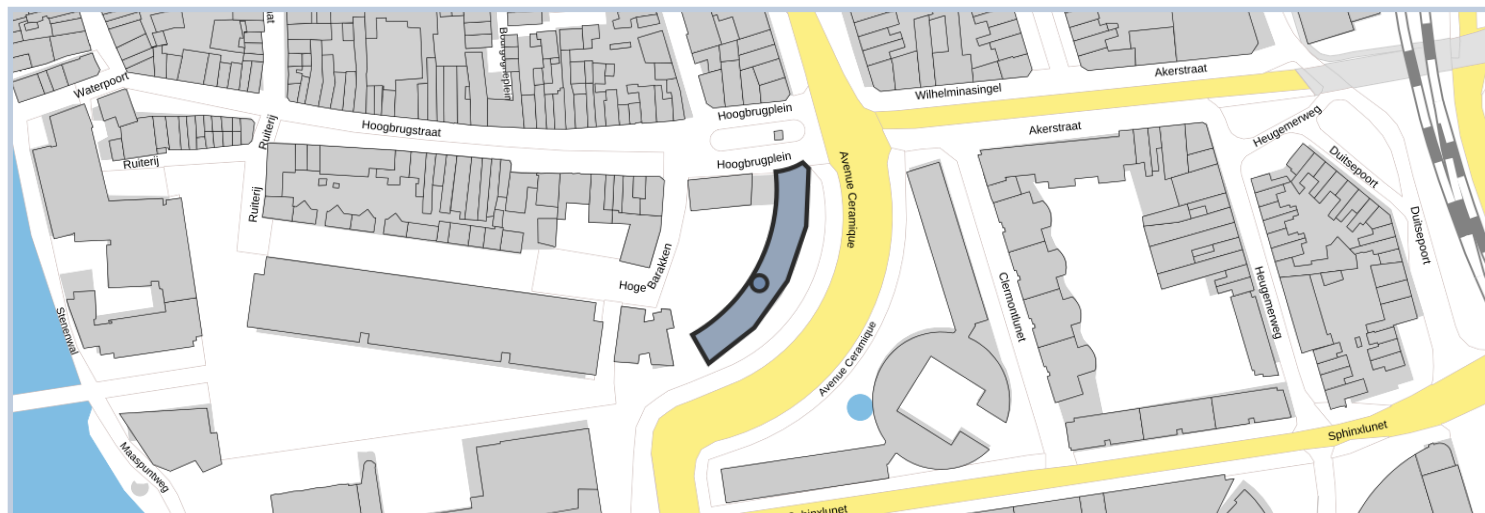 Waterpoort
Ruiterij
Ruiterij
Ruiterij
Hoogbrugstraat
Hoogbrugplein
Hoogbrugplein
Wilhelminasingel
Akerstraat
Akerstraat
Heugemerweg
Duitsepoort
Duitsepoort
Avenue Ceramique
Avenue Ceramique
Clermontlunet
Heugemerweg
Hoge Barakken
Stenenwal
Maaspuntweg
Sphinxlunet
Sphinxlunet